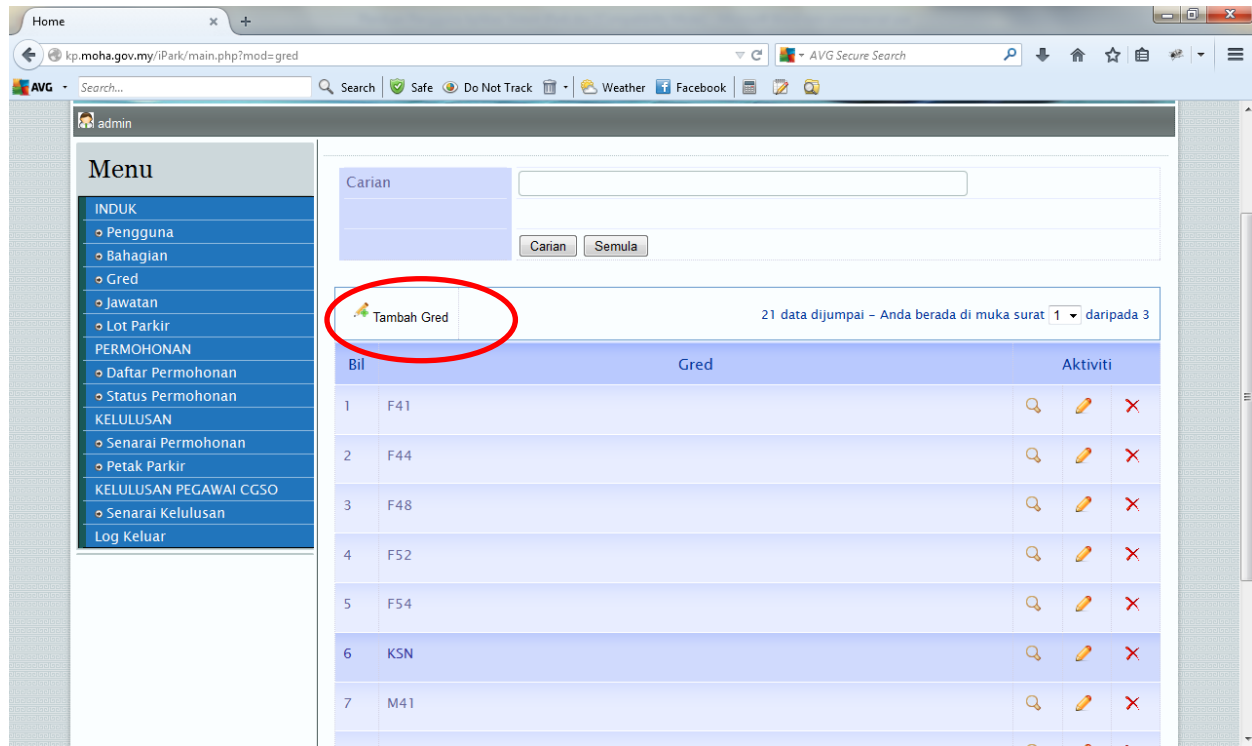 Home
kp.moha.gov.my/iPark/main.php?mod=gred
AVG Secure Search
AVG Search... Search Safe Do Not Track Weather Facebook
admin
Menu
INDUK
Pengguna
Bahagian
Gred
Jawatan
Lot Parkir
PERMOHONAN
Daftar Permohonan
Status Permohonan
KELULUSAN
Senarai Permohonan
Petak Parkir
KELULUSAN PEGAWAI CGSO
Senarai Kelulusan
Log Keluar
Carian
Carian Semula
Tambah Gred 21 data dijumpai – Anda berada di muka surat 1 daripada 3
Bil Gred Aktiviti
1 F41
2 F44
3 F48
4 F52
5 F54
6 KSN
7 M41